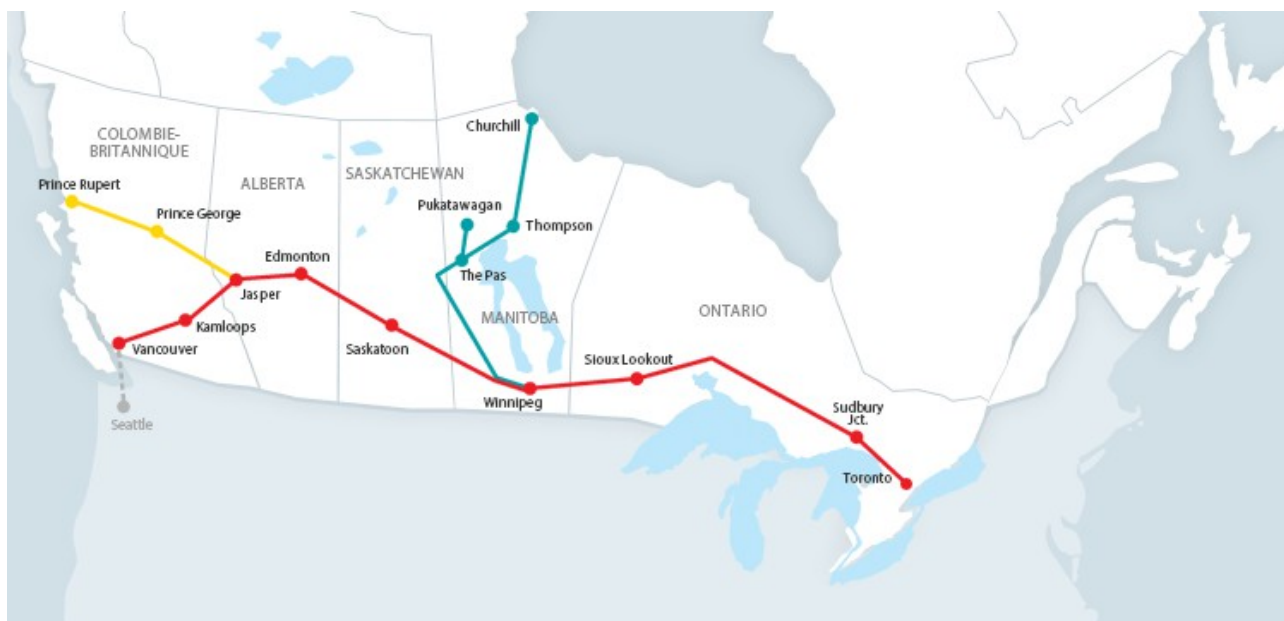 COLOMBIE-
BRITANNIQUE
ALBERTA
SASKATCHEWAN
MANITOBA
ONTARIO
Churchill
Prince Rupert
Prince George
Pukatawagan
Thompson
The Pas
Edmonton
Jasper
Kamloops
Vancouver
Seattle
Saskatoon
Winnipeg
Sioux Lookout
Sudbury
Jct.
Toronto